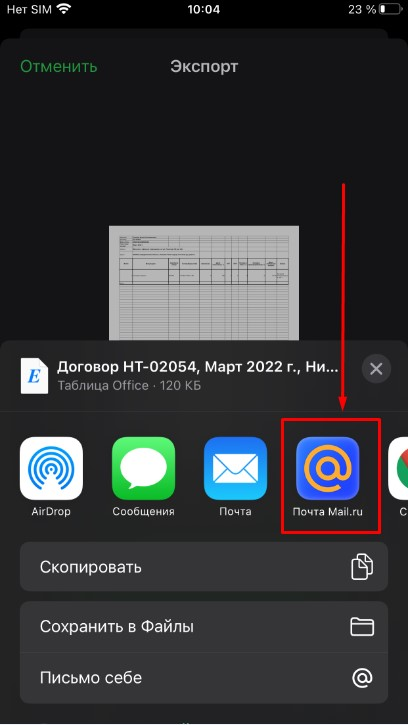 Нет SIM 10:04 23 %
Отменить Экспорт
E Договор НТ-02054, Март 2022 г., Ни...
Таблица Office · 120 КБ
AirDrop Сообщения Почта Почта Mail.ru C
Скопировать
Сохранить в Файлы
Письмо себе @